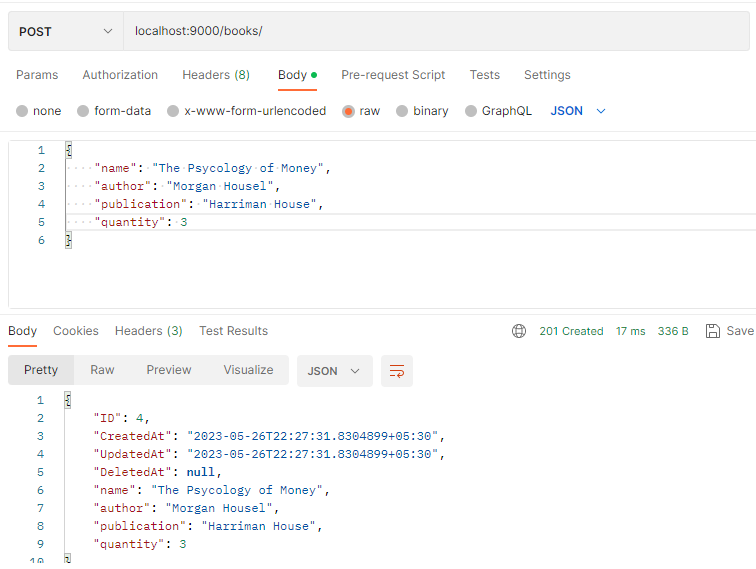 POST localhost:9000/books/
Params Authorization Headers (8) Body Pre-request Script Tests Settings
none form-data x-www-form-urlencoded raw binary GraphQL JSON
1 {
2 "name": "The Psycology of Money",
3 "author": "Morgan Housel",
4 "publication": "Harriman House",
5 "quantity": 3
6 }
Body Cookies Headers (3) Test Results 201 Created 17 ms 336 B Save
Pretty Raw Preview Visualize JSON
1 {
2 "ID": 4,
3 "CreatedAt": "2023-05-26T22:27:31.8304899+05:30",
4 "UpdatedAt": "2023-05-26T22:27:31.8304899+05:30",
5 "DeletedAt": null,
6 "name": "The Psycology of Money",
7 "author": "Morgan Housel",
8 "publication": "Harriman House",
9 "quantity": 3
10 }